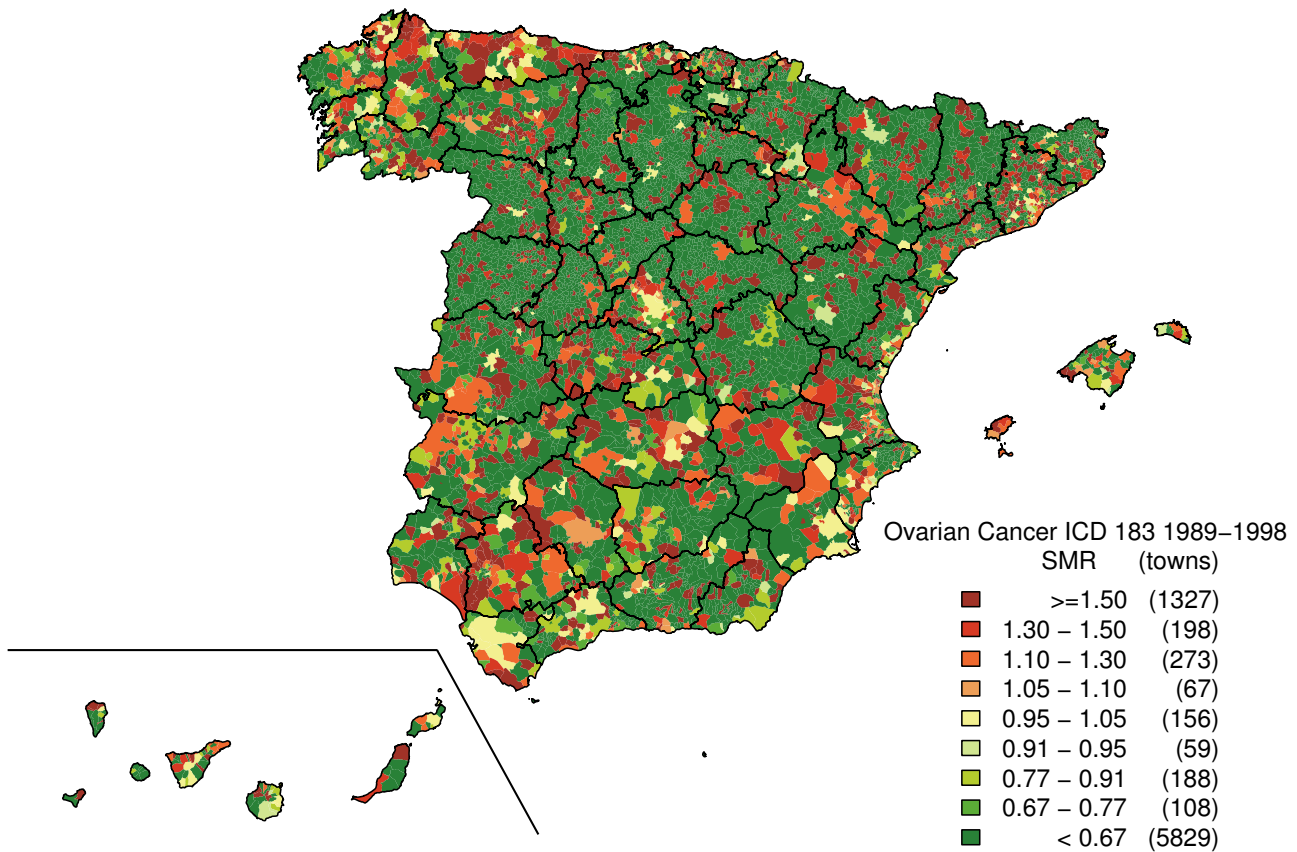 Ovarian Cancer ICD 183 1989−1998
SMR (towns)
>=1.50 (1327)
1.30 − 1.50 (198)
1.10 − 1.30 (273)
1.05 − 1.10 (67)
0.95 − 1.05 (156)
0.91 − 0.95 (59)
0.77 − 0.91 (188)
0.67 − 0.77 (108)
< 0.67 (5829)